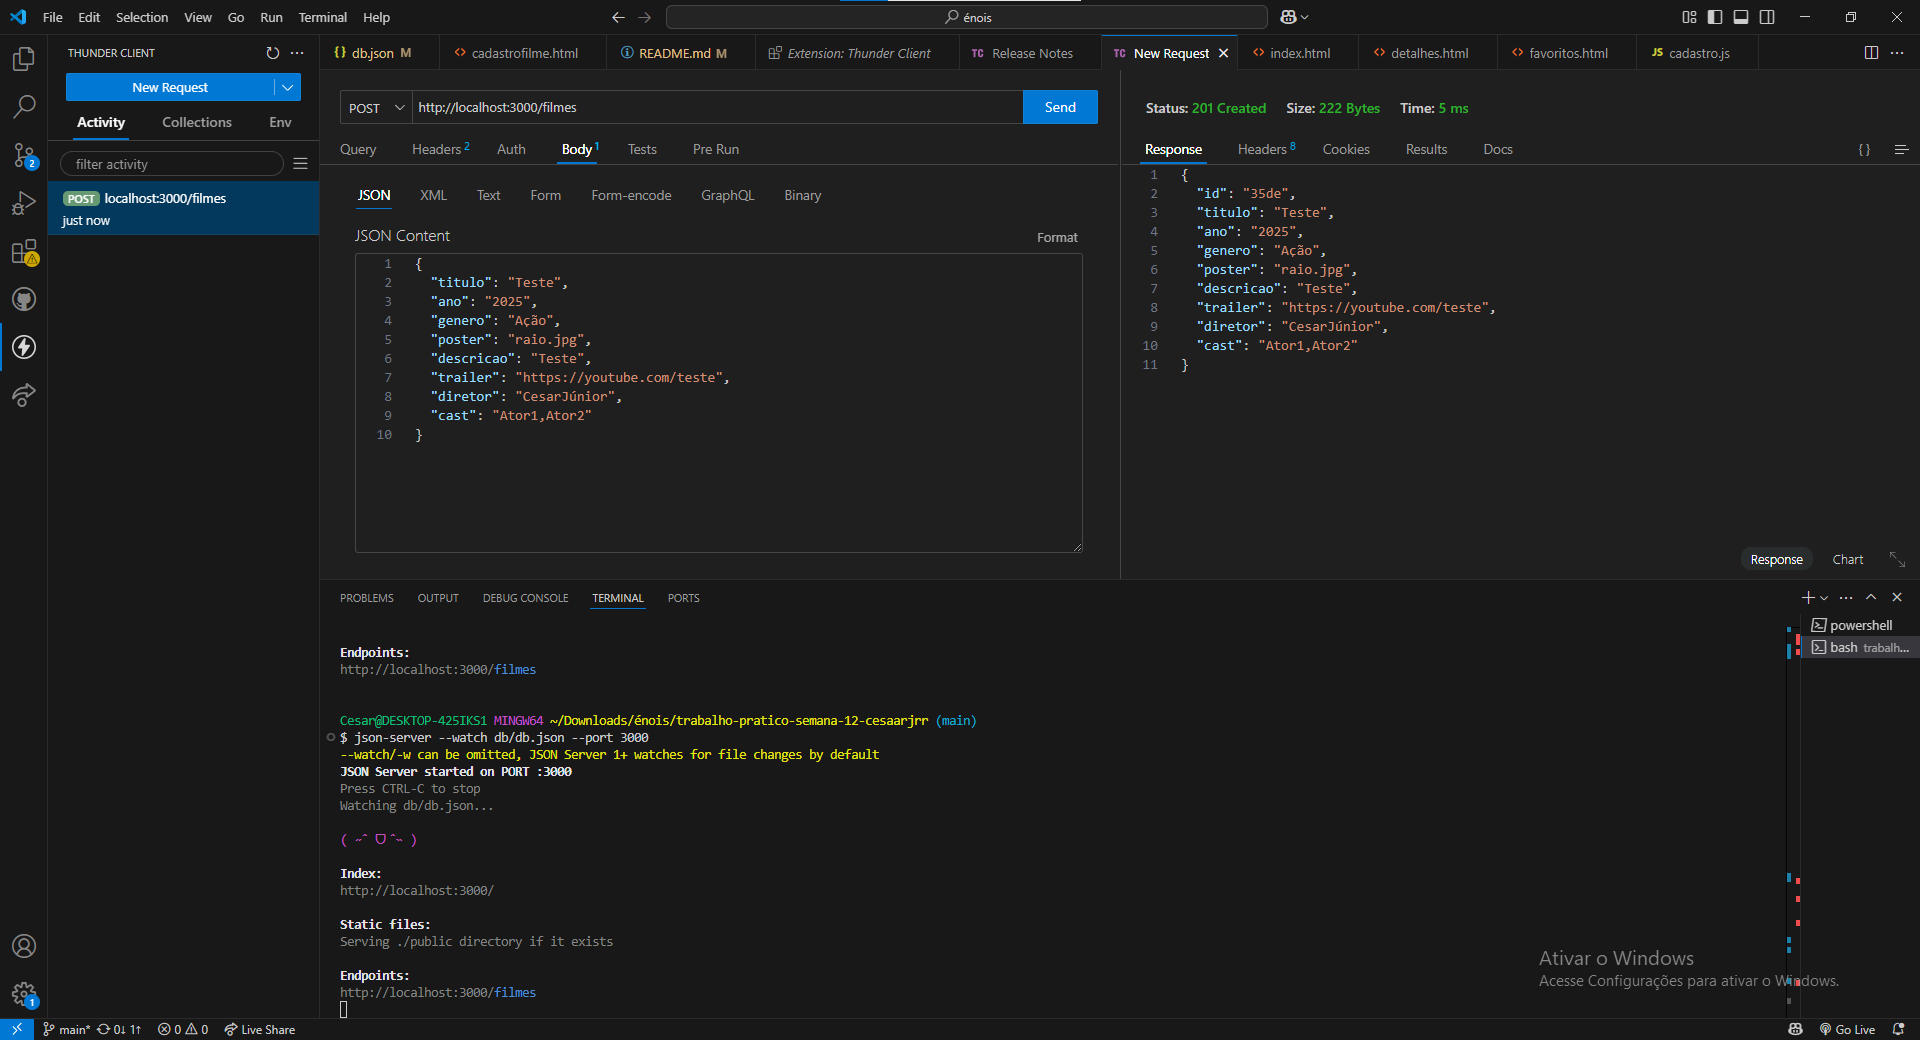 File Edit Selection View Go Run Terminal Help
énois
THUNDER CLIENT
New Request
Activity Collections Env
filter activity
POST localhost:3000/filmes
just now
2
1
{} db.json M
<> cadastrofilme.html
README.md M
Extension: Thunder Client
TC Release Notes
TC New Request
<> index.html
<> detalhes.html
<> favoritos.html
JS cadastro.js
POST http://localhost:3000/filmes Send
Query Headers 2 Auth Body 1 Tests Pre Run
JSON XML Text Form Form-encode GraphQL Binary
JSON Content Format
1 {
2 "titulo": "Teste",
3 "ano": "2025",
4 "genero": "Ação",
5 "poster": "raio.jpg",
6 "descricao": "Teste",
7 "trailer": "https://youtube.com/teste",
8 "diretor": "CesarJúnior",
9 "cast": "Ator1,Ator2"
10 }
Status: 201 Created Size: 222 Bytes Time: 5 ms
Response Headers 8 Cookies Results Docs { }
1 {
2 "id": "35de",
3 "titulo": "Teste",
4 "ano": "2025",
5 "genero": "Ação",
6 "poster": "raio.jpg",
7 "descricao": "Teste",
8 "trailer": "https://youtube.com/teste",
9 "diretor": "CesarJúnior",
10 "cast": "Ator1,Ator2"
11 }
Response Chart
PROBLEMS OUTPUT DEBUG CONSOLE TERMINAL PORTS
powershell
bash trabalh...
Endpoints:
http://localhost:3000/filmes
Cesar@DESKTOP-425IKS1 MINGW64 ~/Downloads/énois/trabalho-pratico-semana-12-cesaarjrr (main)
$ json-server --watch db/db.json --port 3000
--watch/-w can be omitted, JSON Server 1+ watches for file changes by default
JSON Server started on PORT :3000
Press CTRL-C to stop
Watching db/db.json...
( ˶ˆ ᗜ ˆ˵ )
Index:
http://localhost:3000/
Static files:
Serving ./public directory if it exists
Endpoints:
http://localhost:3000/filmes
Ativar o Windows
Acesse Configurações para ativar o Windows.
main* 0↓ 1↑ 0 0 Live Share Go Live